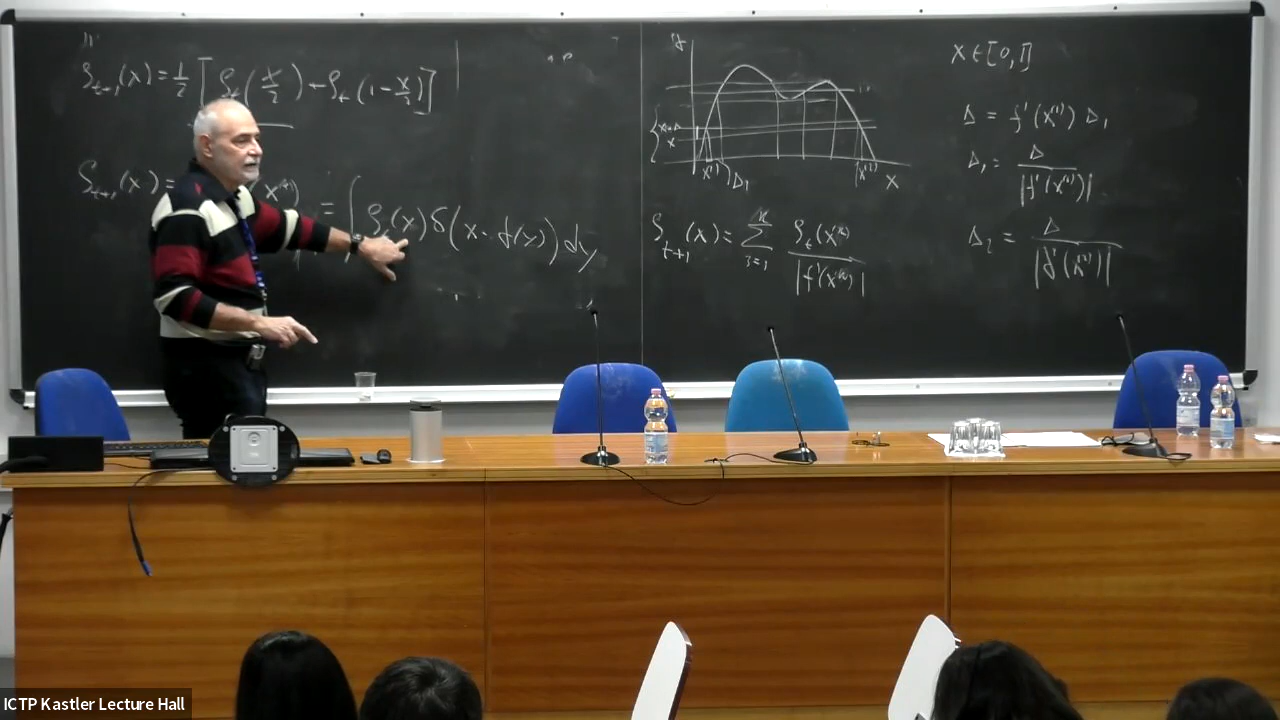 ρ_{t+1}(x) = 1/2 [ρ_t(x/2) + ρ_t(1 - x/2)]
ρ_{t+1}(x) =
= ∫ ρ_t(x) δ(x - f(y)) dy
y
x
x^{(1)} Δ_1
ρ_{t+1}(x) = Σ_{i=1}^{k} ρ_t(x^{(k)}) / |f'(x^{(k)})|
x ∈ [0,1]
Δ = f'(x^{(1)}) Δ_1
Δ_1 = Δ / |f'(x^{(1)})|
Δ_2 = Δ / |f'(x^{(2)})|
ICTP Kastler Lecture Hall